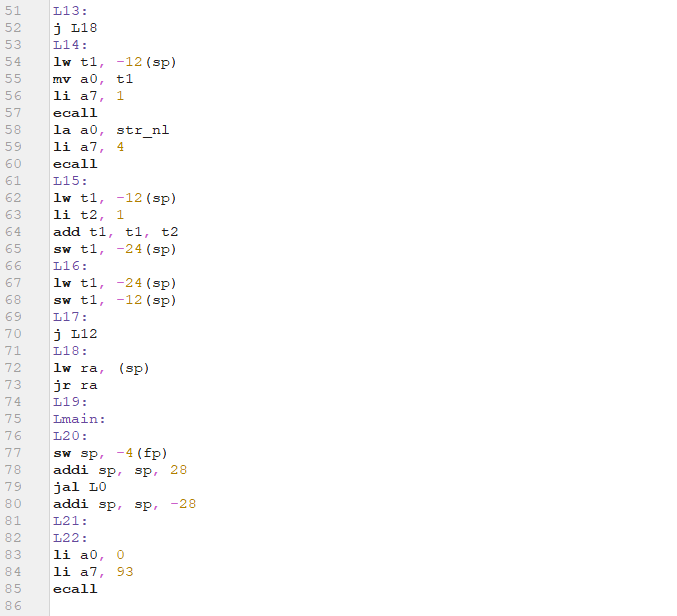 51 L13:
52 j L18
53 L14:
54 lw t1, -12(sp)
55 mv a0, t1
56 li a7, 1
57 ecall
58 la a0, str_nl
59 li a7, 4
60 ecall
61 L15:
62 lw t1, -12(sp)
63 li t2, 1
64 add t1, t1, t2
65 sw t1, -24(sp)
66 L16:
67 lw t1, -24(sp)
68 sw t1, -12(sp)
69 L17:
70 j L12
71 L18:
72 lw ra, (sp)
73 jr ra
74 L19:
75 Lmain:
76 L20:
77 sw sp, -4(fp)
78 addi sp, sp, 28
79 jal L0
80 addi sp, sp, -28
81 L21:
82 L22:
83 li a0, 0
84 li a7, 93
85 ecall
86